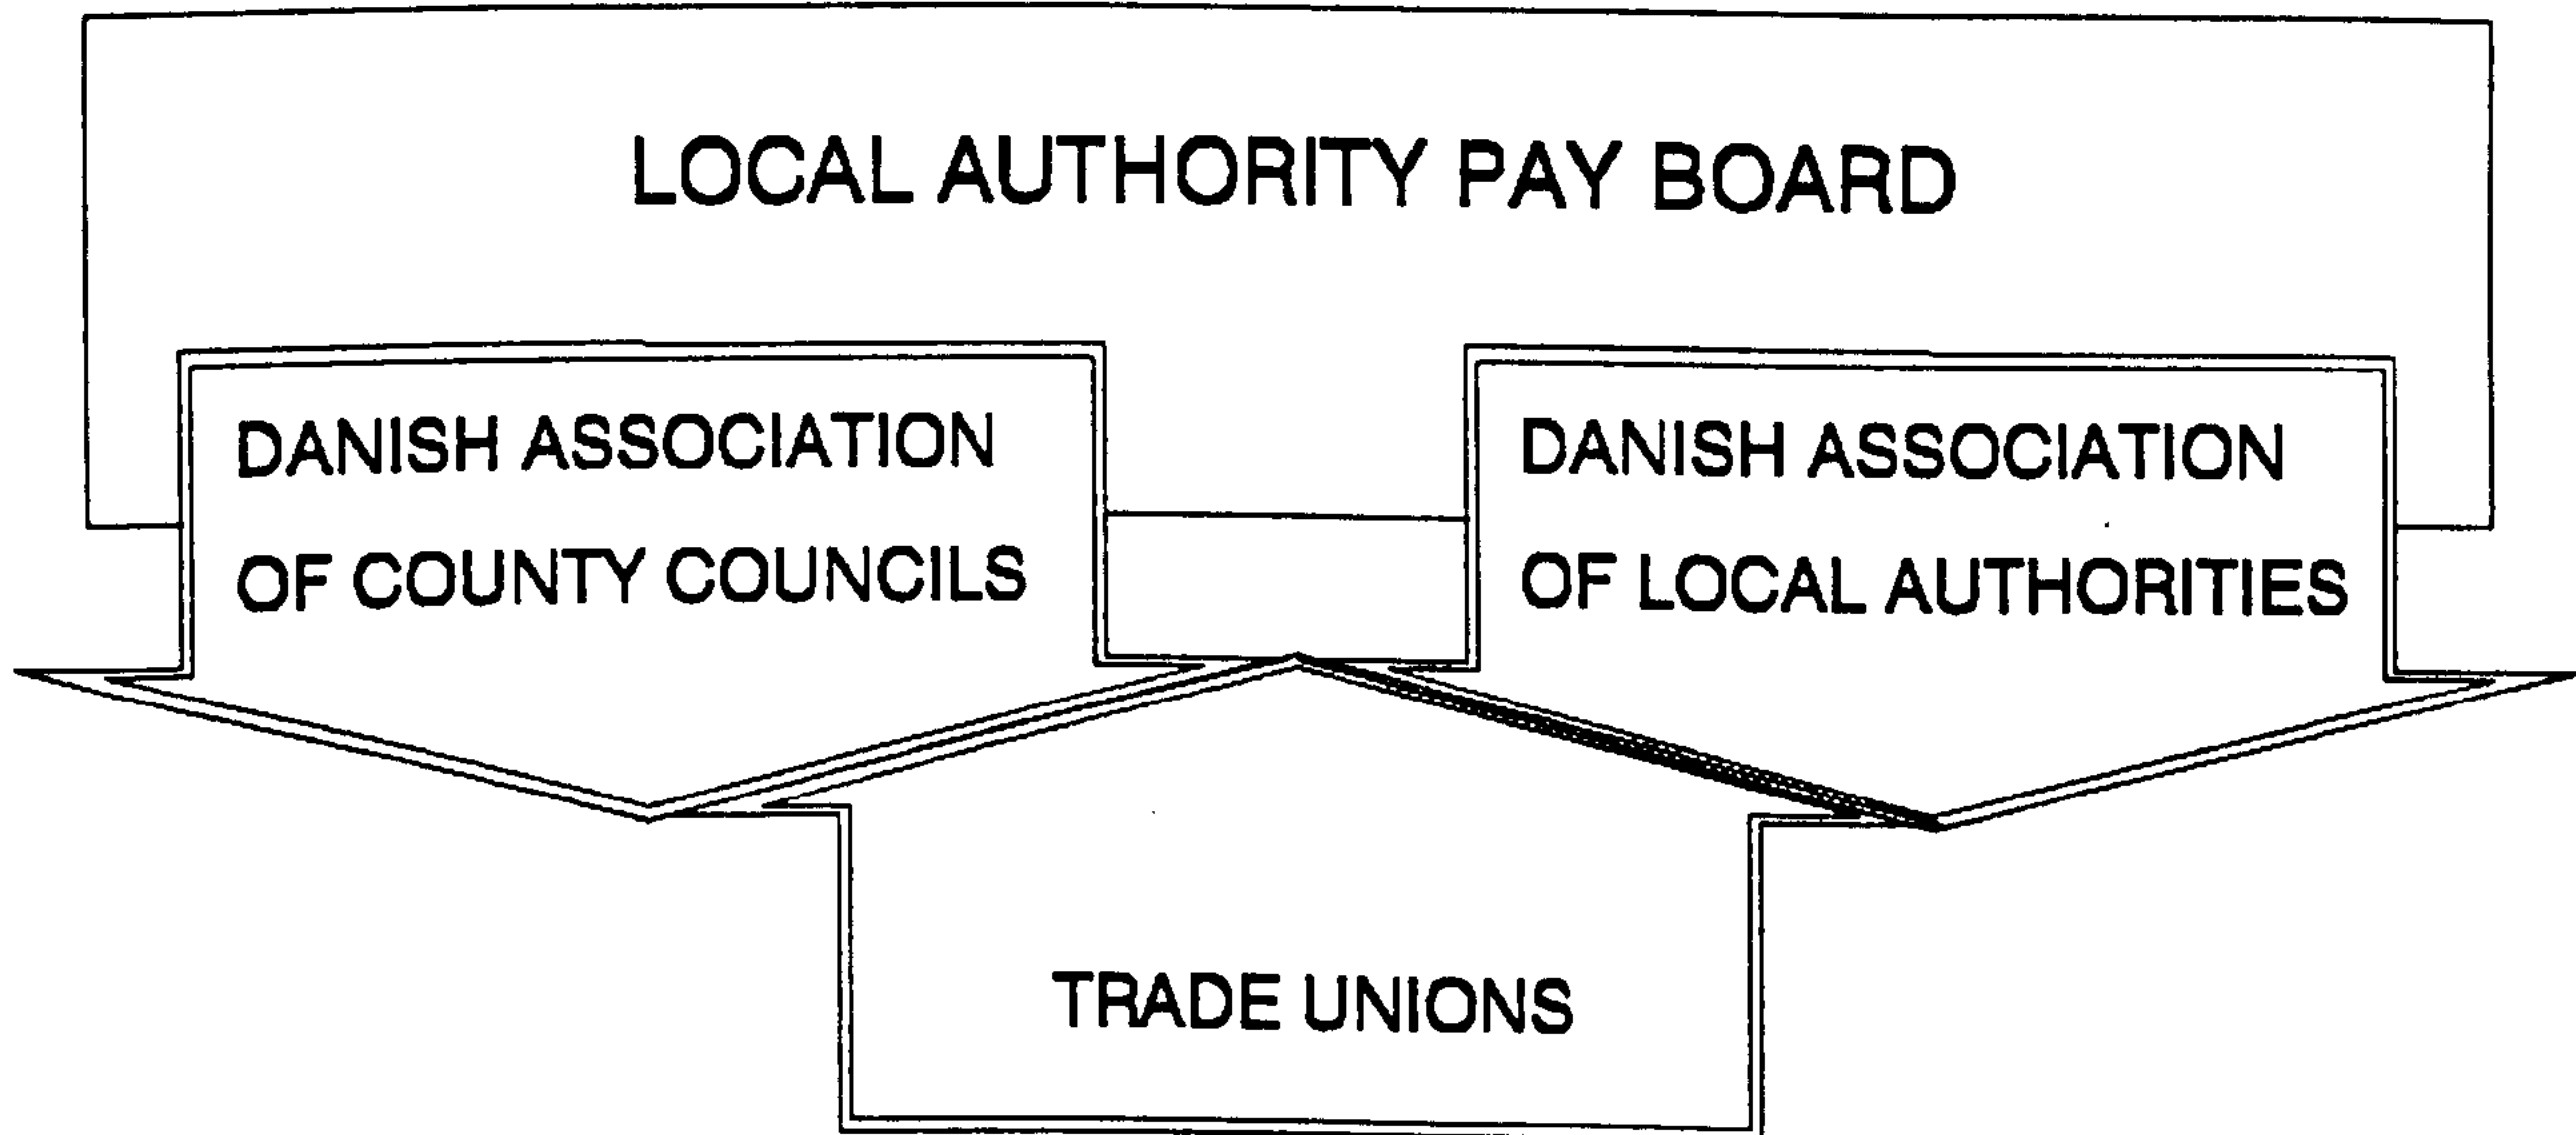 LOCAL AUTHORITY PAY BOARD
DANISH ASSOCIATION
OF COUNTY COUNCILS
DANISH ASSOCIATION
OF LOCAL AUTHORITIES
TRADE UNIONS